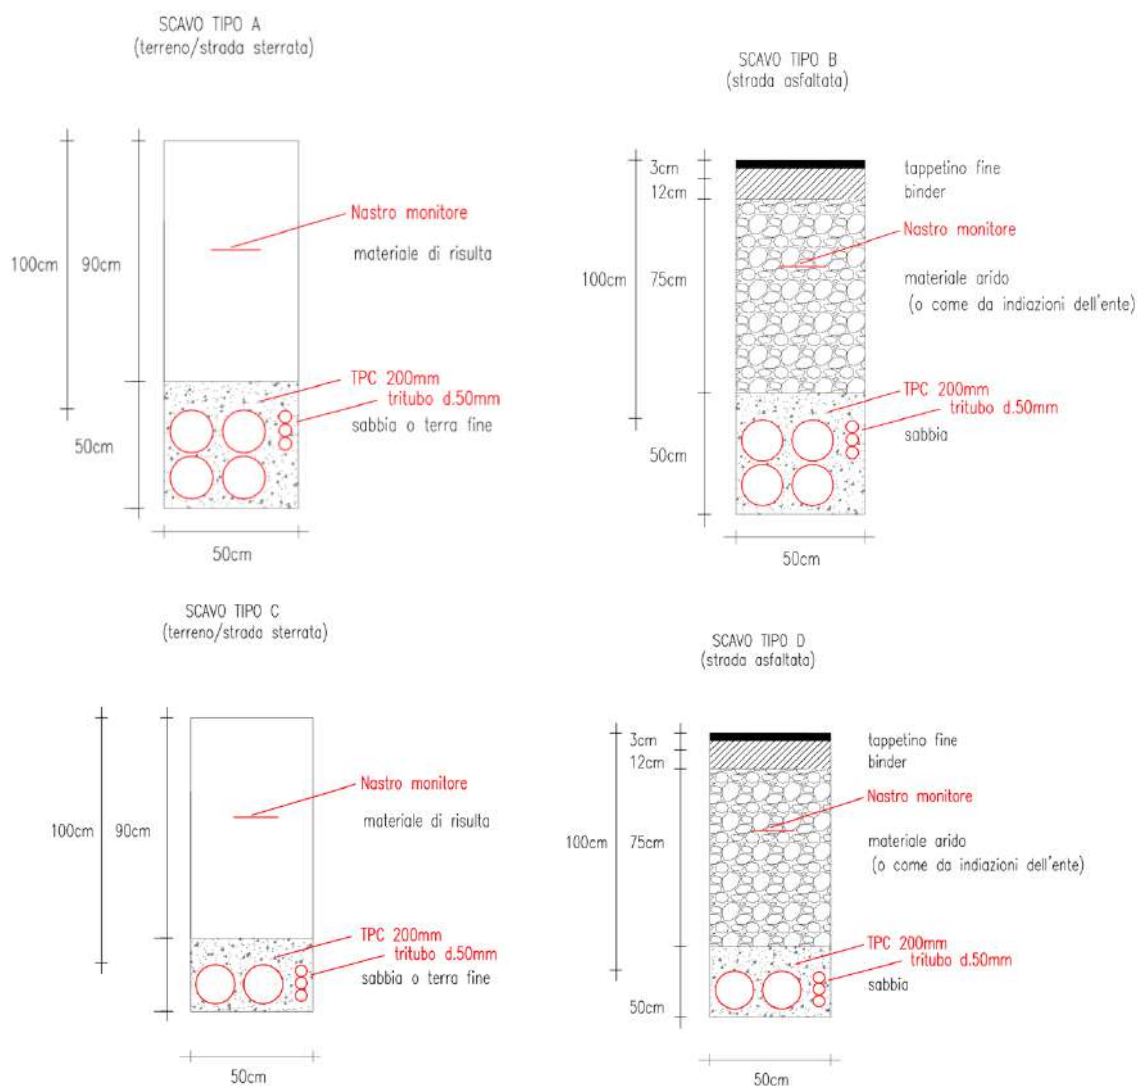 SCAVO TIPO A
(terreno/strada sterrata)
100cm
90cm
50cm
Nastro monitore
materiale di risulta
TPC 200mm
tritubo d.50mm
sabbia o terra fine
50cm
SCAVO TIPO B
(strada asfaltata)
3cm
12cm
100cm
75cm
50cm
tappetino fine
binder
Nastro monitore
materiale arido
(o come da indiazioni dell'ente)
TPC 200mm
tritubo d.50mm
sabbia
50cm
SCAVO TIPO C
(terreno/strada sterrata)
100cm
90cm
Nastro monitore
materiale di risulta
TPC 200mm
tritubo d.50mm
sabbia o terra fine
50cm
SCAVO TIPO D
(strada asfaltata)
3cm
12cm
100cm
75cm
50cm
tappetino fine
binder
Nastro monitore
materiale arido
(o come da indiazioni dell'ente)
TPC 200mm
tritubo d.50mm
sabbia
50cm